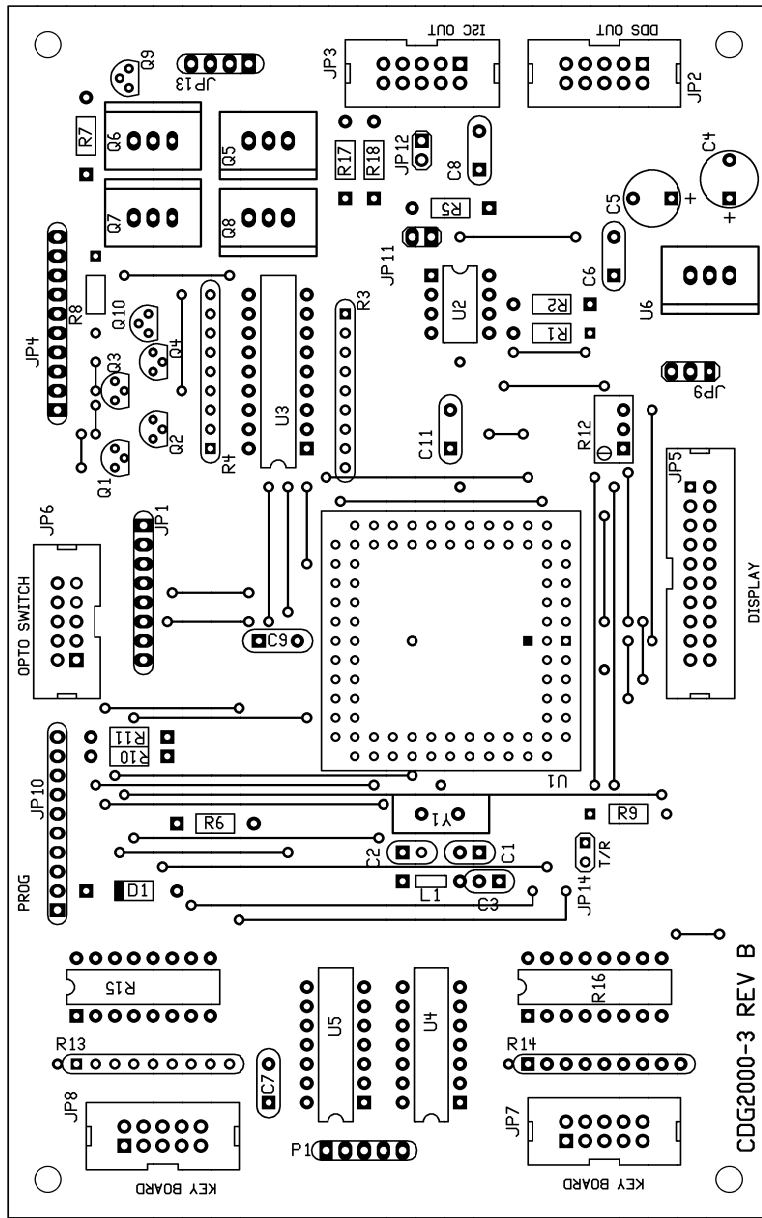 Q9
JP13
JP3
I2C OUT
DDS OUT
JP2
R7
Q6
Q5
R17
R18
JP12
C8
C4
Q7
Q8
R5
C5
+
+
JP11
C6
R8
Q10
R3
U2
R2
R1
U6
JP4
Q3
Q4
U3
JP9
Q2
R4
C11
R12
Q1
JP5
JP6
JP1
OPTO SWITCH
DISPLAY
C9
R11
R10
U1
JP10
R6
Y1
R9
C2
C1
T/R
JP14
PROG
D1
L1
C3
R15
R16
U5
U4
R13
R14
C7
JP8
JP7
P1
KEY BOARD
KEY BOARD
CDG2000-3 REV B